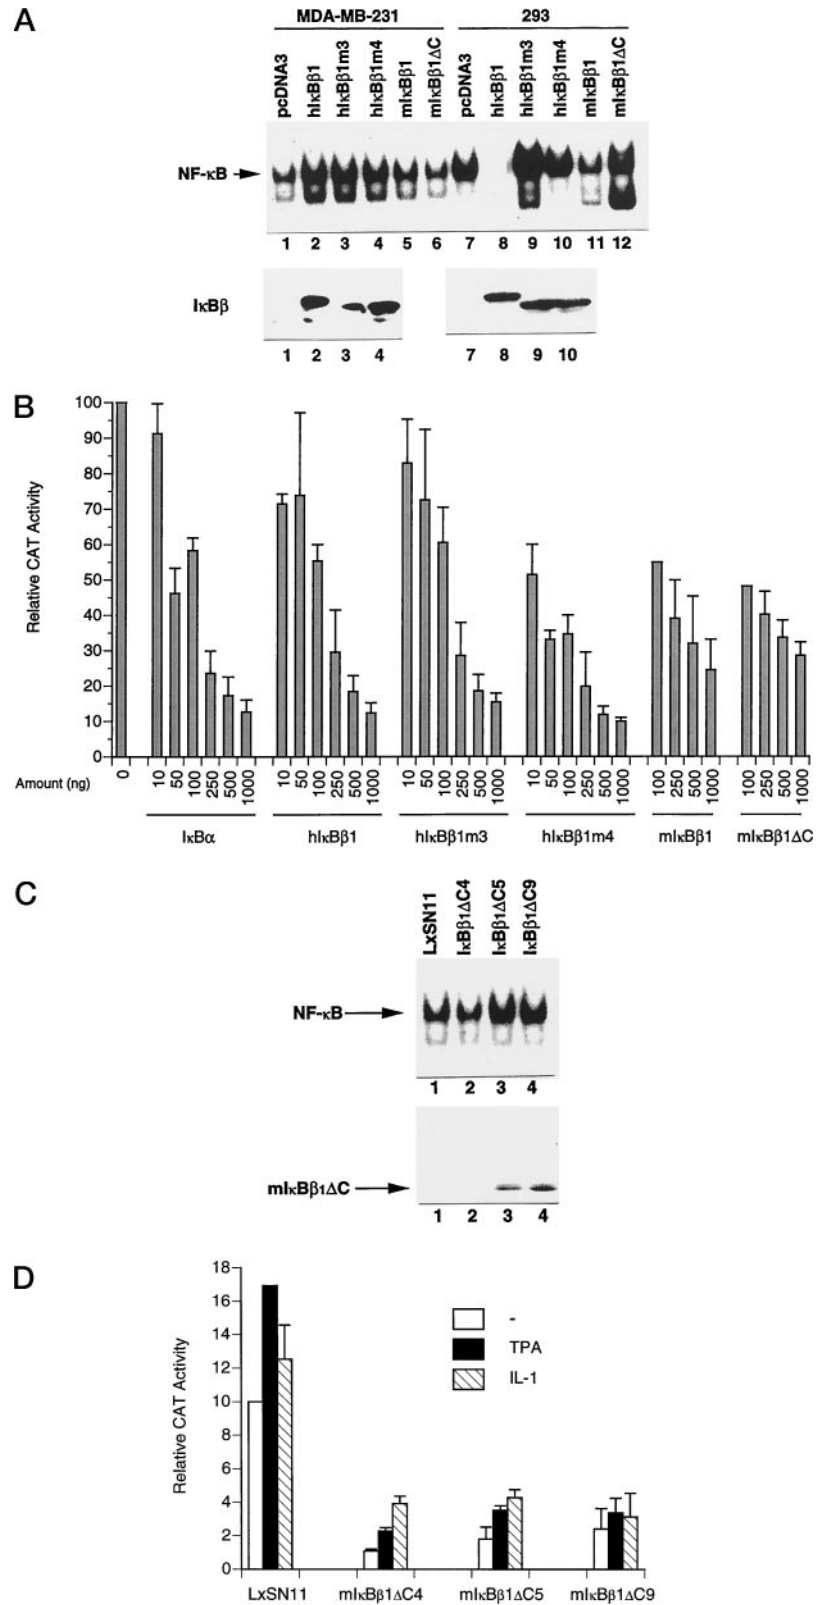 A
MDA-MB-231 293
pcDNA3 hIκBβ1 hIκBβ1m3 hIκBβ1m4 mIκBβ1 mIκBβ1ΔC pcDNA3 hIκBβ1 hIκBβ1m3 hIκBβ1m4 mIκBβ1 mIκBβ1ΔC
NF-κB
1 2 3 4 5 6 7 8 9 10 11 12
IκBβ
1 2 3 4 7 8 9 10
B
Relative CAT Activity
100
90
80
70
60
50
40
30
20
10
0
Amount (ng) 0 10 50 100 250 500 1000 10 50 100 250 500 1000 10 50 100 250 500 1000 10 50 100 250 500 1000 100 250 500 1000 100 250 500 1000
IκBα hIκBβ1 hIκBβ1m3 hIκBβ1m4 mIκBβ1 mIκBβ1ΔC
C
LxSN11 IκBβ1ΔC4 IκBβ1ΔC5 IκBβ1ΔC9
NF-κB
1 2 3 4
mIκBβ1ΔC
1 2 3 4
D
Relative CAT Activity
18
16
14
12
10
8
6
4
2
0
-
TPA
IL-1
LxSN11 mIκBβ1ΔC4 mIκBβ1ΔC5 mIκBβ1ΔC9